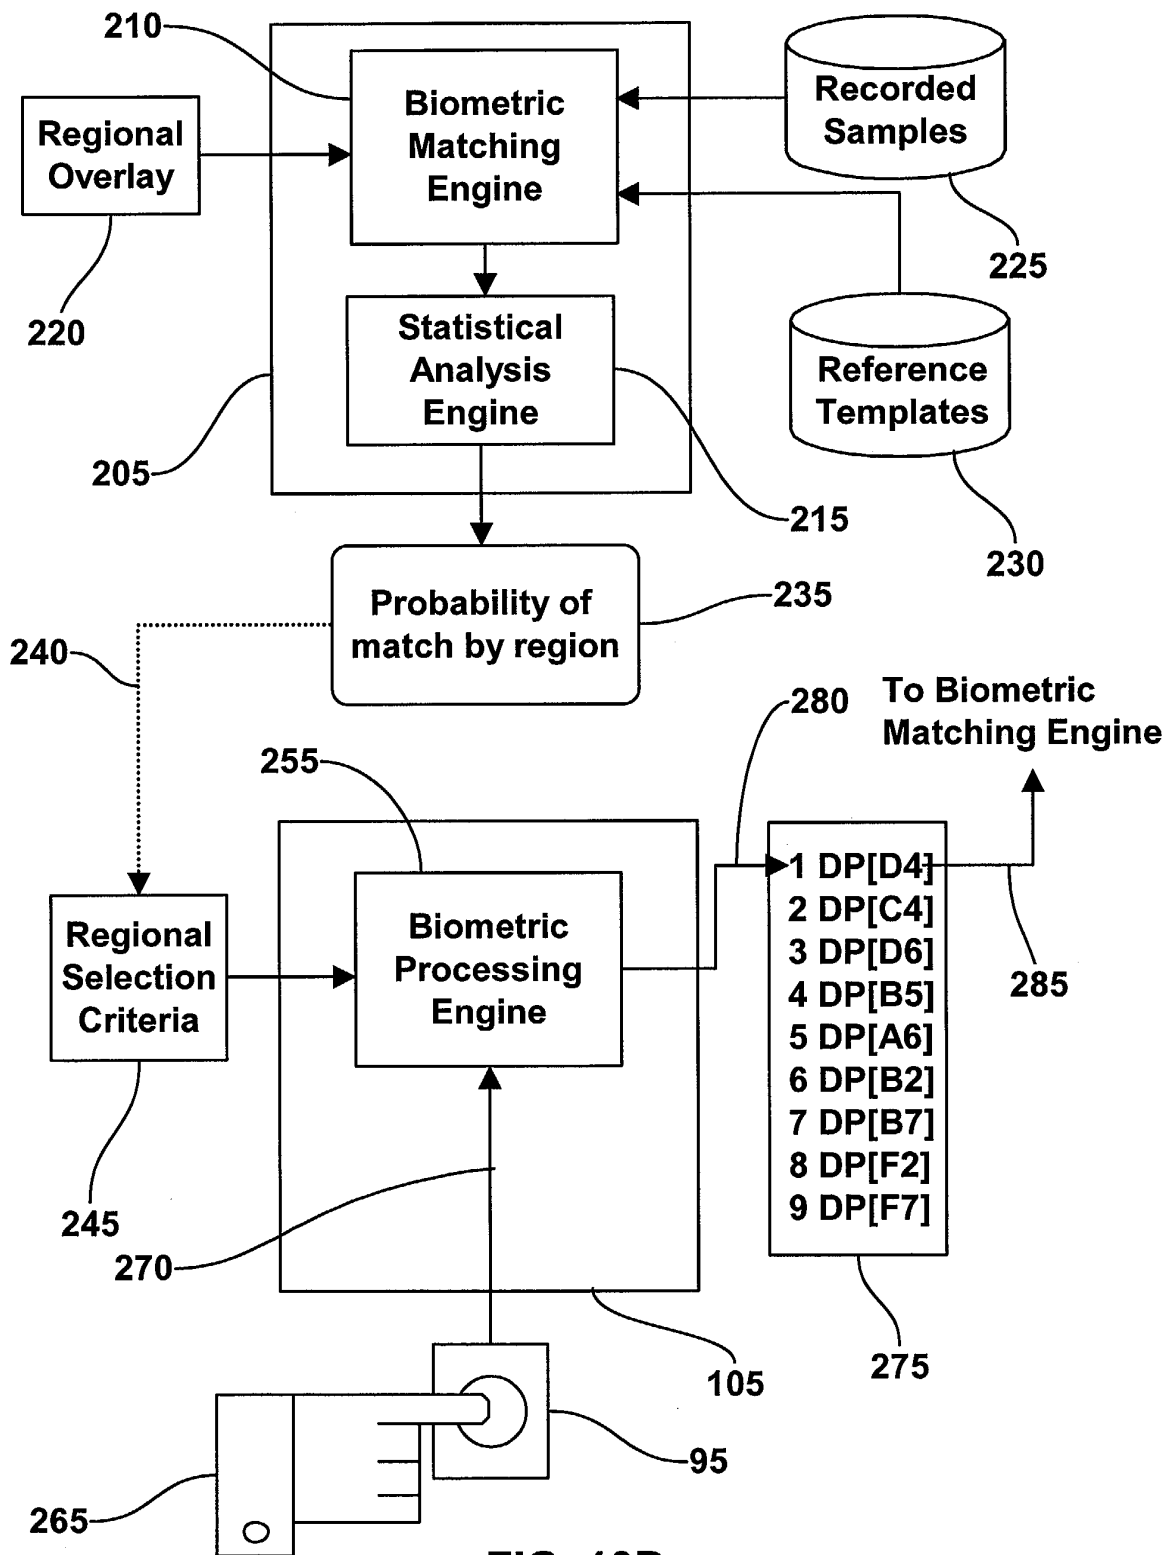 210
Regional
Overlay
220
Biometric
Matching
Engine
Recorded
Samples
225
Statistical
Analysis
Engine
205
215
Reference
Templates
230
Probability of
match by region
235
240
255
280
To Biometric
Matching Engine
Regional
Selection
Criteria
245
Biometric
Processing
Engine
1 DP[D4]
2 DP[C4]
3 DP[D6]
4 DP[B5]
5 DP[A6]
6 DP[B2]
7 DP[B7]
8 DP[F2]
9 DP[F7]
285
270
275
105
95
265